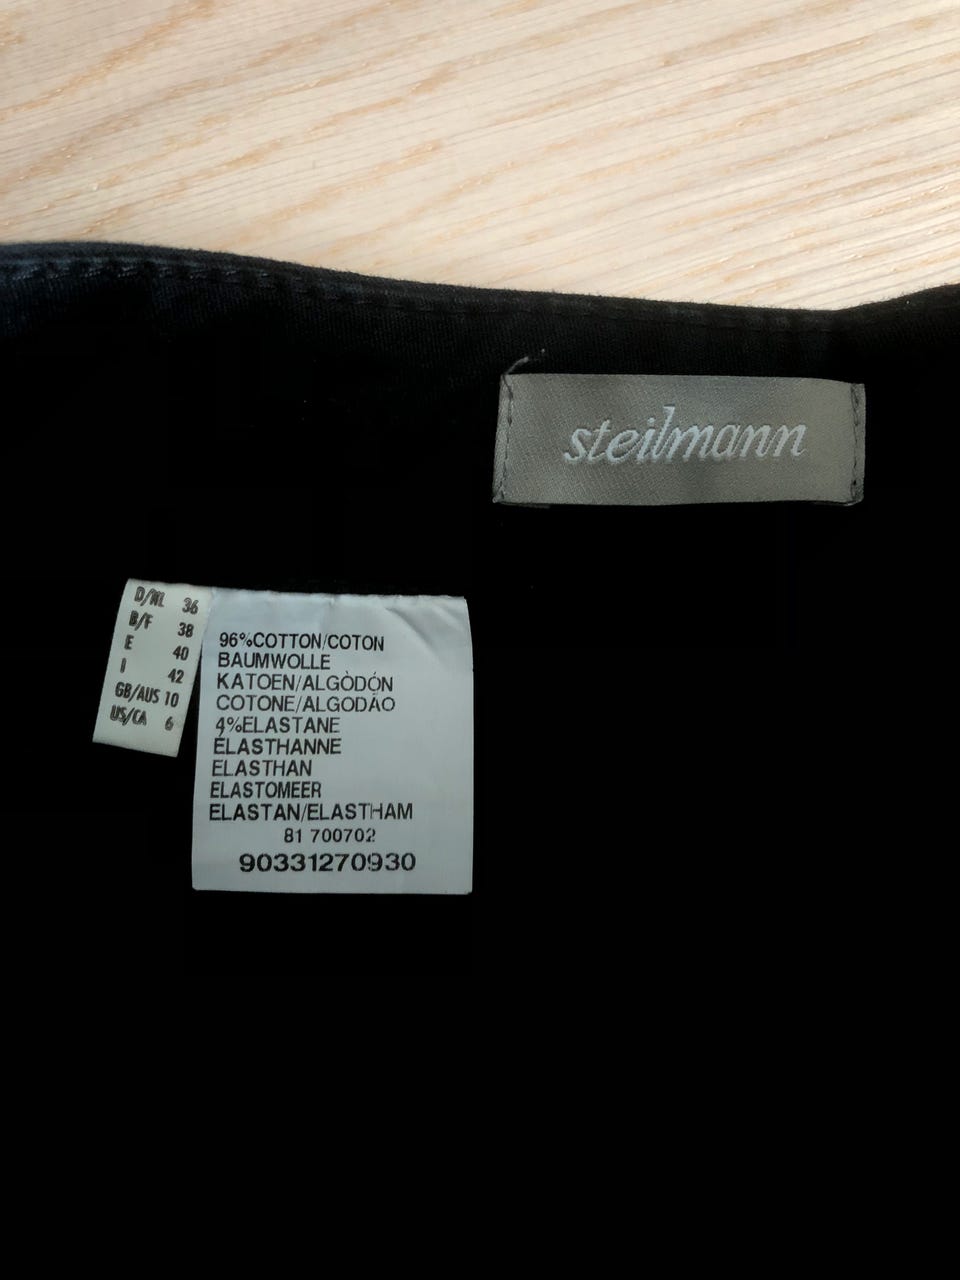 steilmann
D/NL 36
B/F 38
E 40
I 42
GB/AUS 10
US/CA 6
96%COTTON/COTON
BAUMWOLLE
KATOEN/ALGÒDÓN
COTONE/ALGODÃO
4%ELASTANE
ÉLASTHANNE
ELASTHAN
ELASTOMEER
ELASTAN/ELASTHAM
81 700702
90331270930